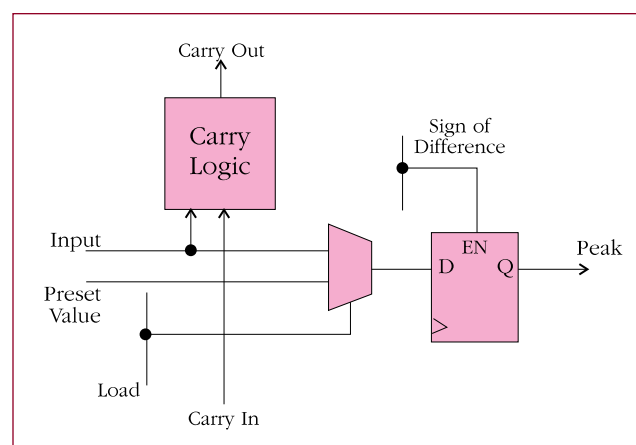 Carry Out
Carry
Logic
Sign of
Difference
Input
EN
Peak
D
Q
Preset
Value
Load
Carry In